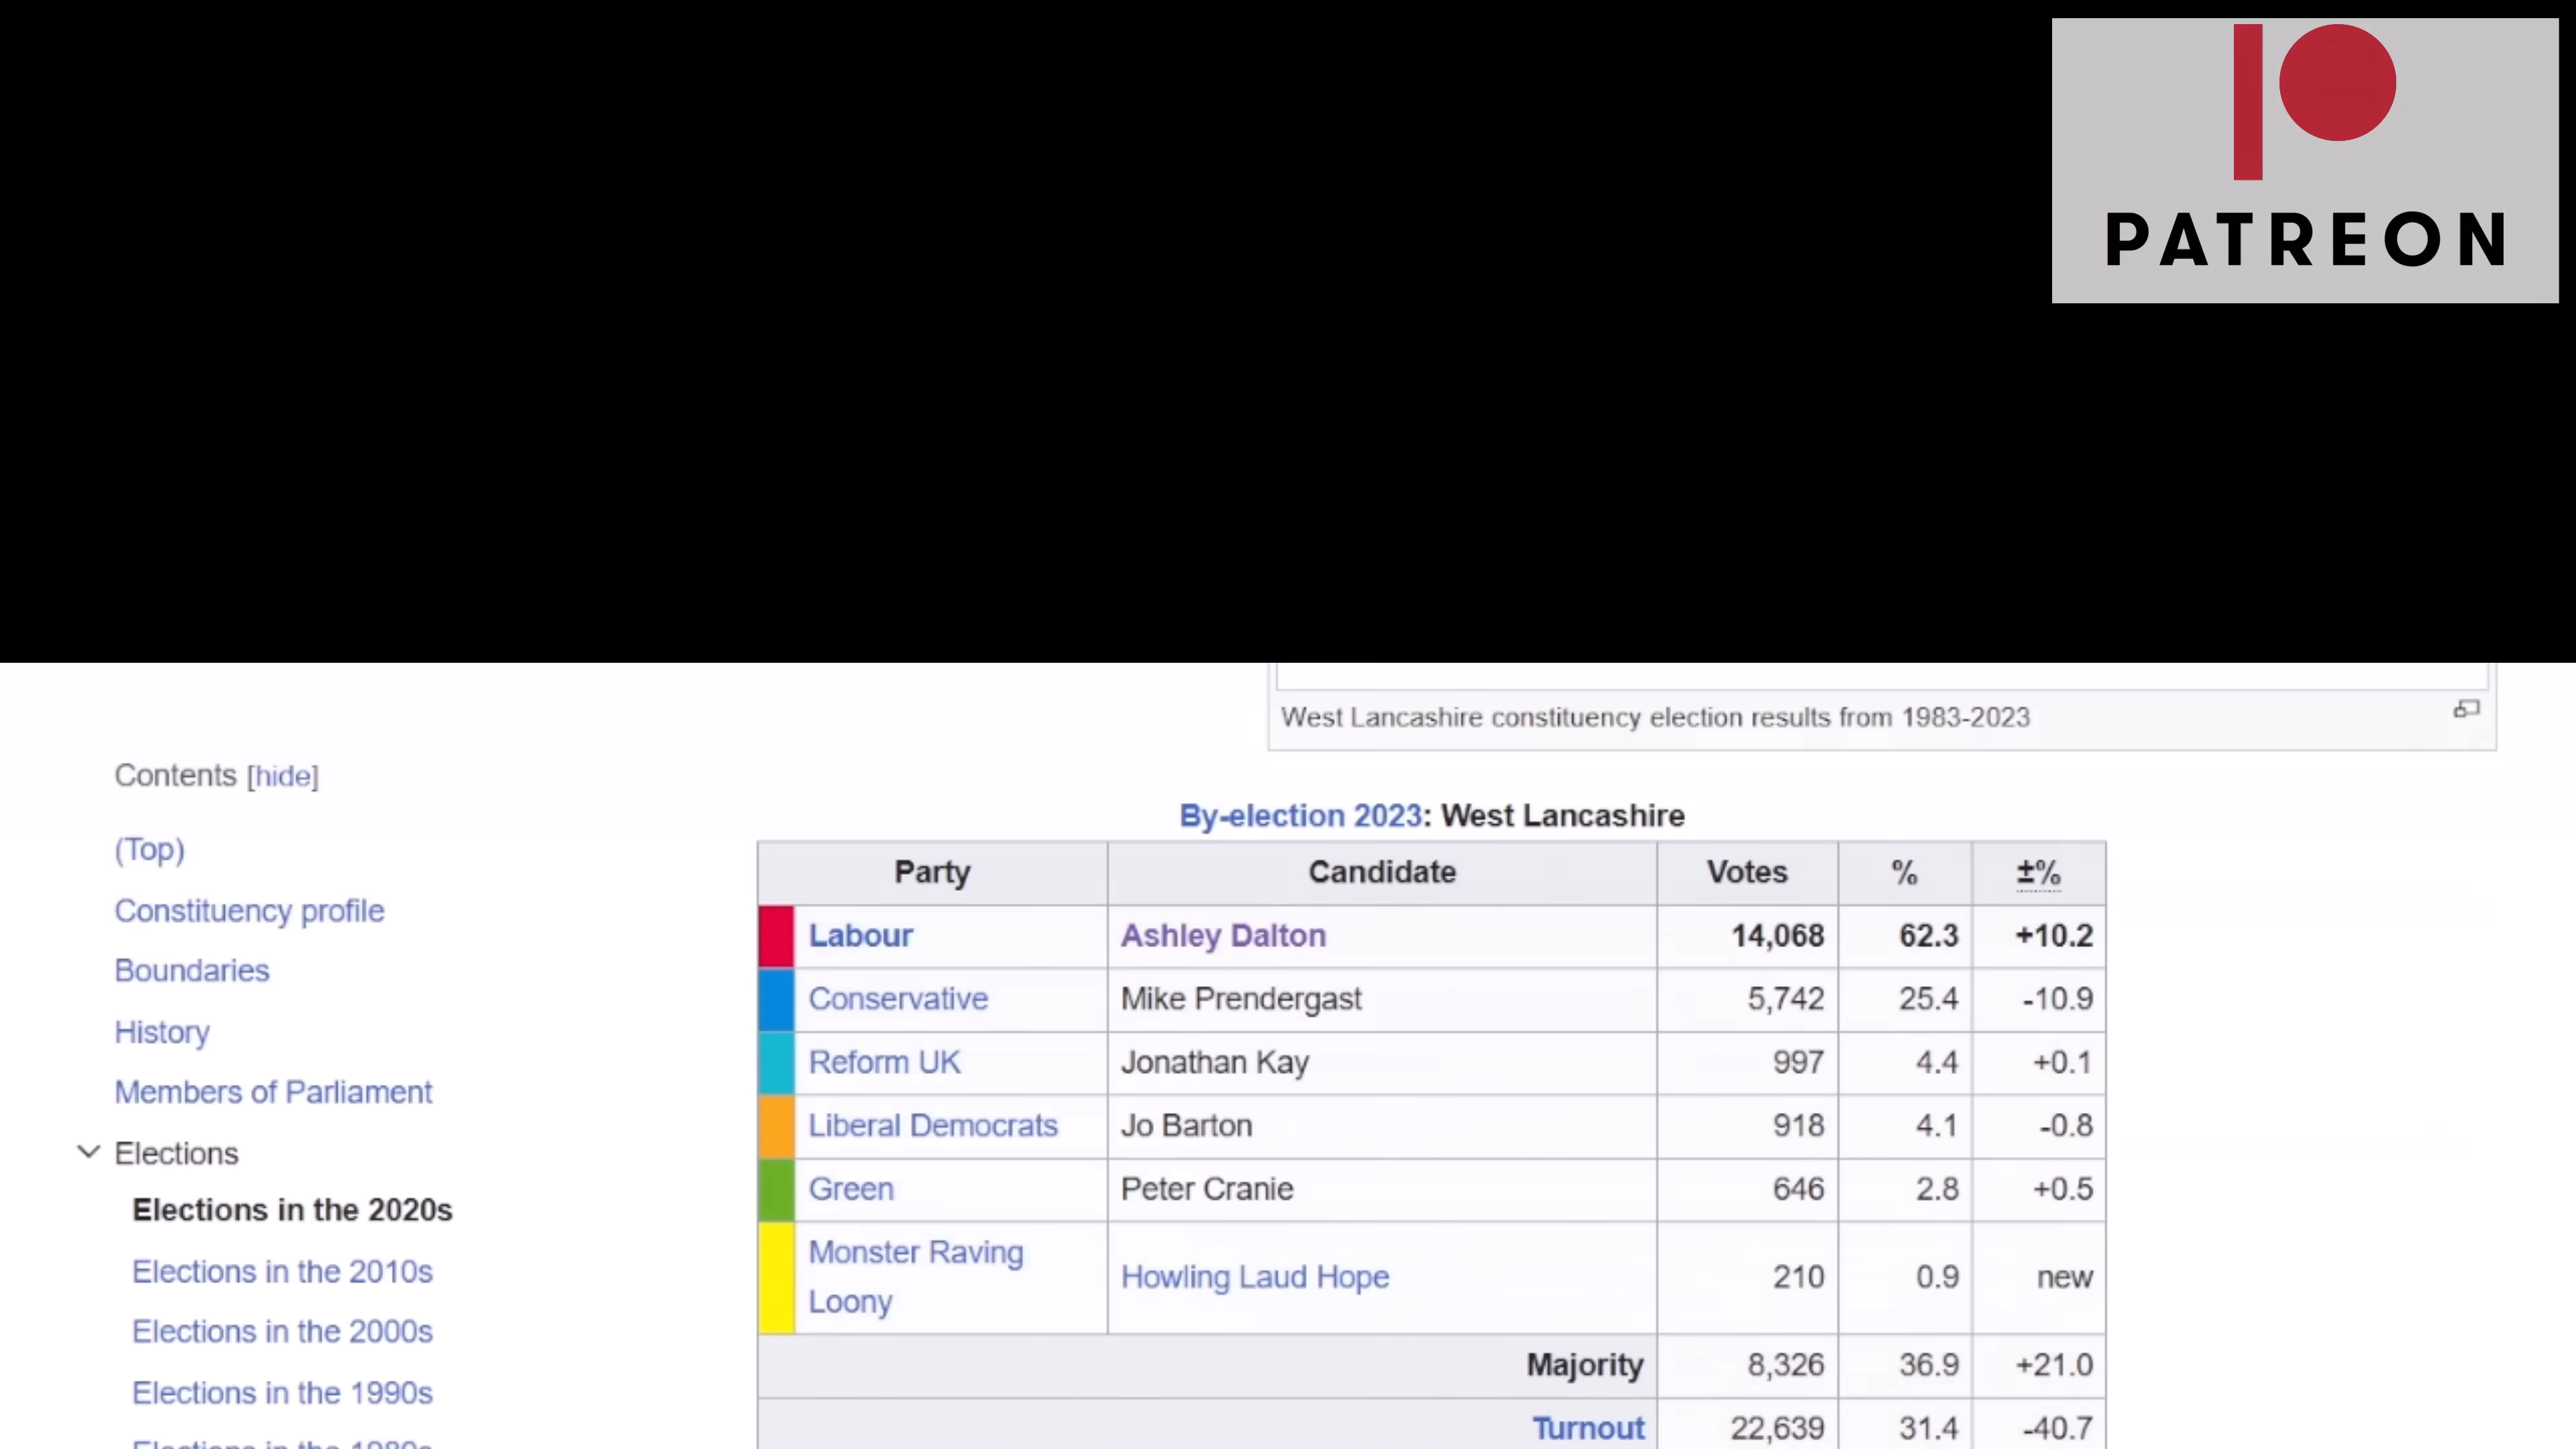 PATREON
West Lancashire constituency election results from 1983-2023
Contents [hide]
(Top)
Constituency profile
Boundaries
History
Members of Parliament
Elections
Elections in the 2020s
Elections in the 2010s
Elections in the 2000s
Elections in the 1990s
Elections in the 1980s
By-election 2023: West Lancashire
Party Candidate Votes % ±%
Labour Ashley Dalton 14,068 62.3 +10.2
Conservative Mike Prendergast 5,742 25.4 -10.9
Reform UK Jonathan Kay 997 4.4 +0.1
Liberal Democrats Jo Barton 918 4.1 -0.8
Green Peter Cranie 646 2.8 +0.5
Monster Raving
Loony Howling Laud Hope 210 0.9 new
Majority 8,326 36.9 +21.0
Turnout 22,639 31.4 -40.7